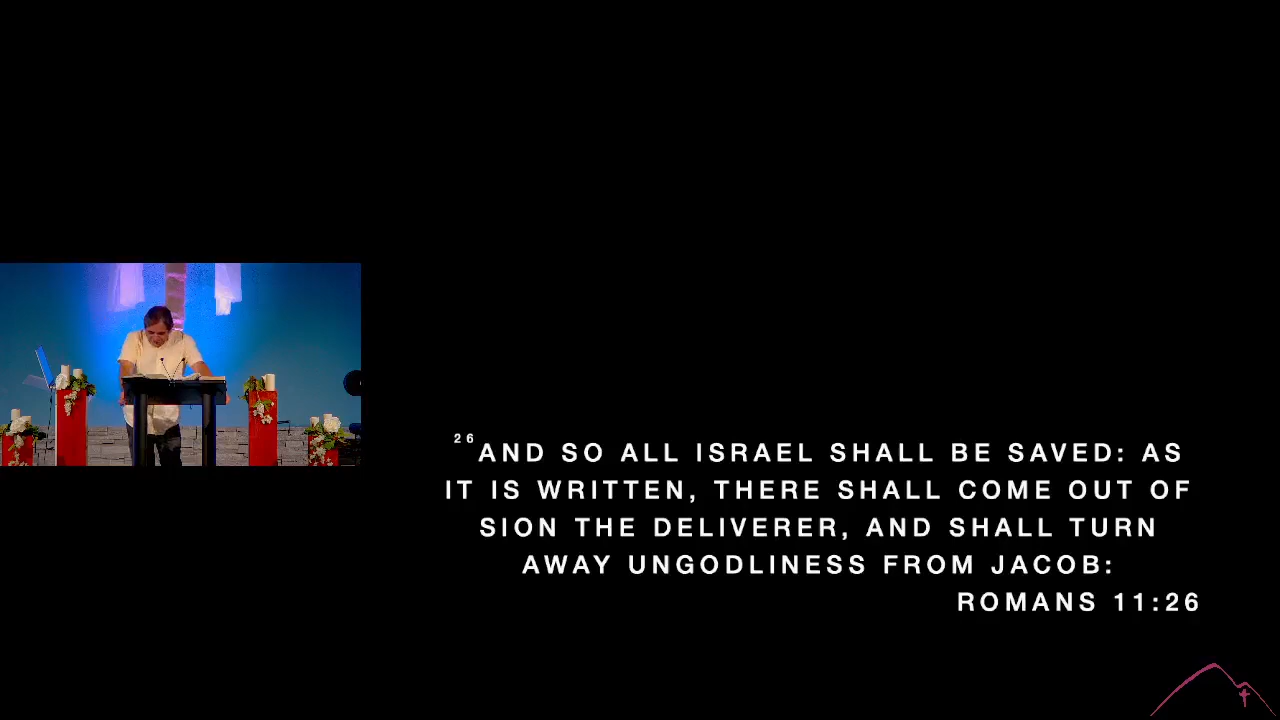 26AND SO ALL ISRAEL SHALL BE SAVED: AS
IT IS WRITTEN, THERE SHALL COME OUT OF
SION THE DELIVERER, AND SHALL TURN
AWAY UNGODLINESS FROM JACOB:
ROMANS 11:26